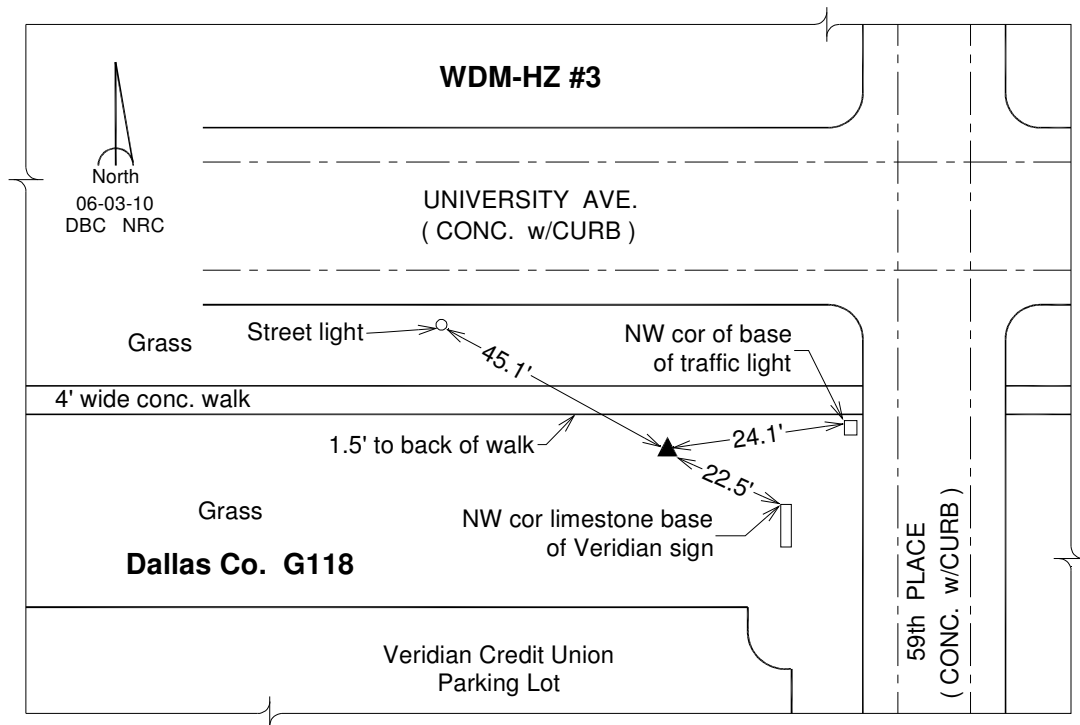 WDM-HZ #3
North
06-03-10
DBC NRC
UNIVERSITY AVE.
( CONC. w/CURB )
Street light
Grass
45.1'
NW cor of base
of traffic light
4' wide conc. walk
1.5' to back of walk
24.1'
22.5'
Grass
NW cor limestone base
of Veridian sign
Dallas Co. G118
59th PLACE
( CONC. w/CURB )
Veridian Credit Union
Parking Lot